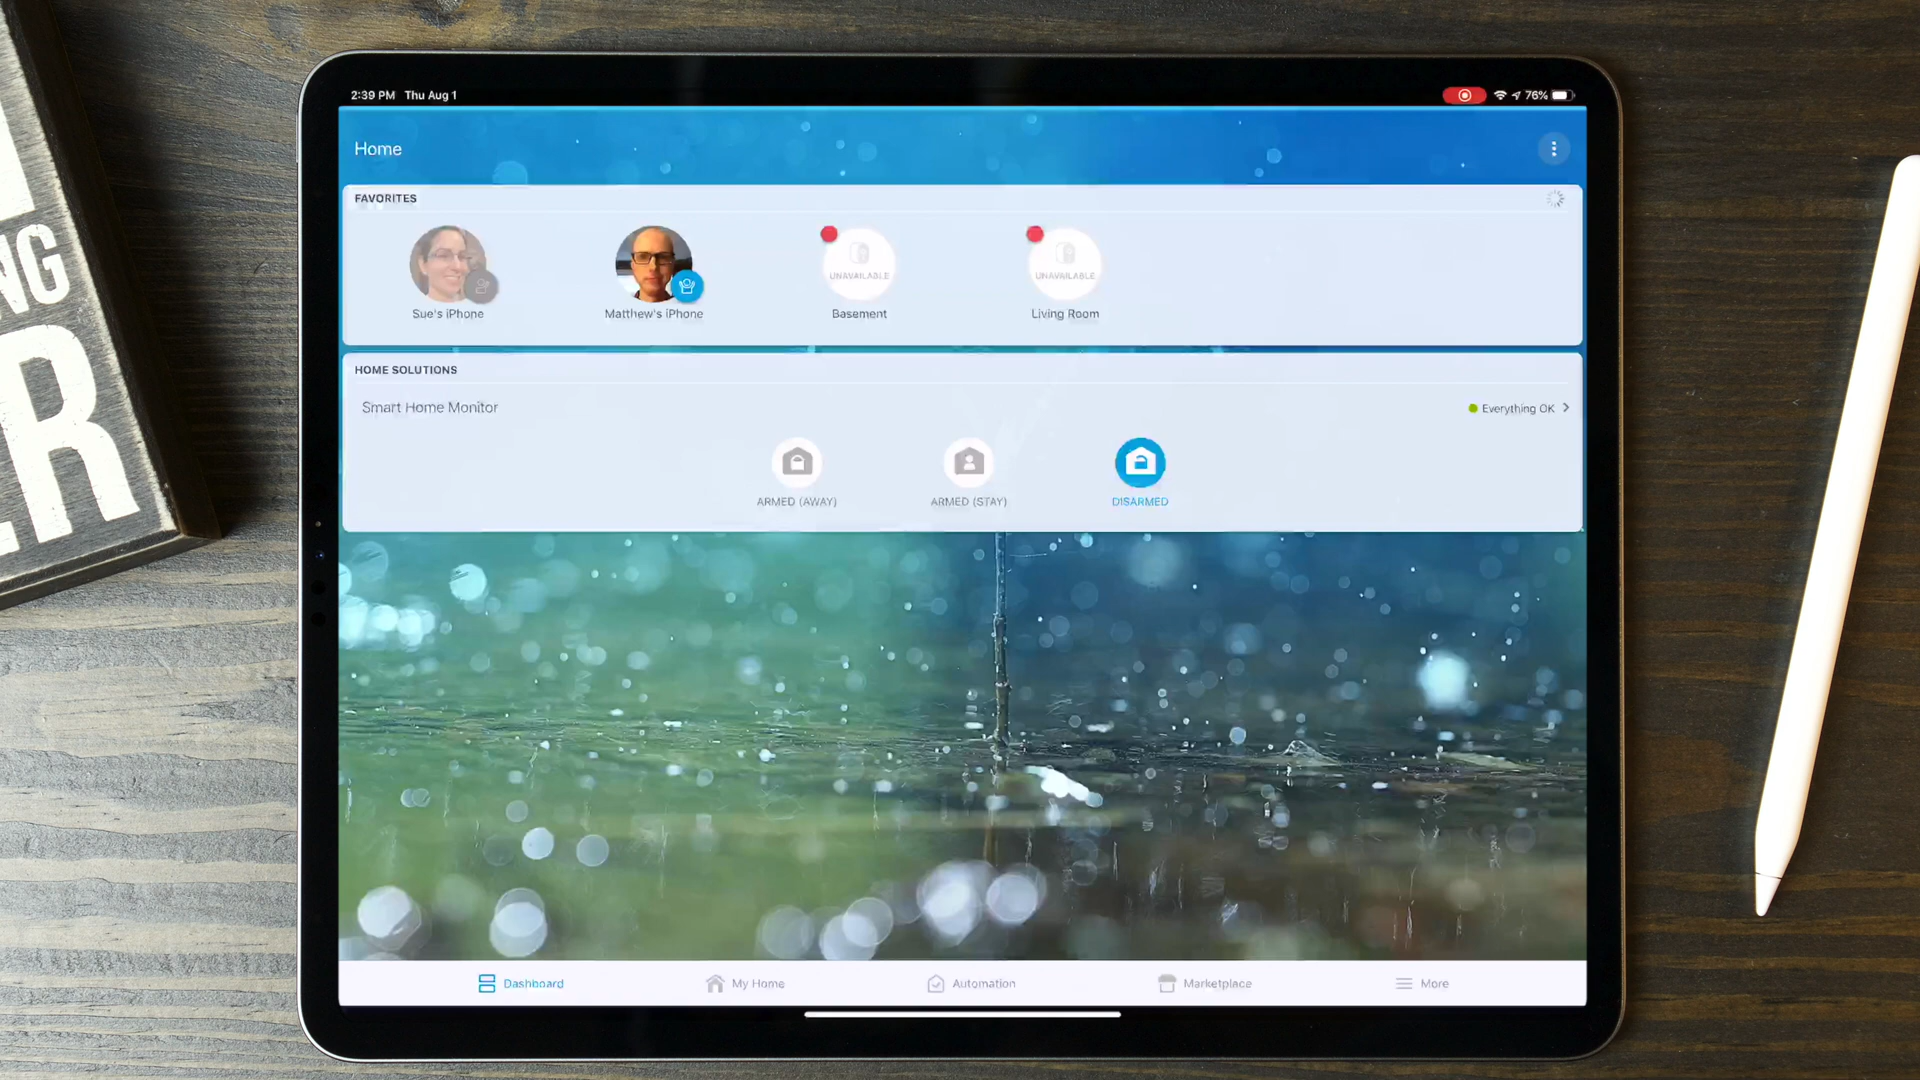 2:39 PM Thu Aug 1
76%
Home
FAVORITES
Sue's iPhone
Matthew's iPhone
UNAVAILABLE
Basement
UNAVAILABLE
Living Room
HOME SOLUTIONS
Smart Home Monitor
Everything OK
ARMED (AWAY)
ARMED (STAY)
DISARMED
Dashboard
My Home
Automation
Marketplace
More